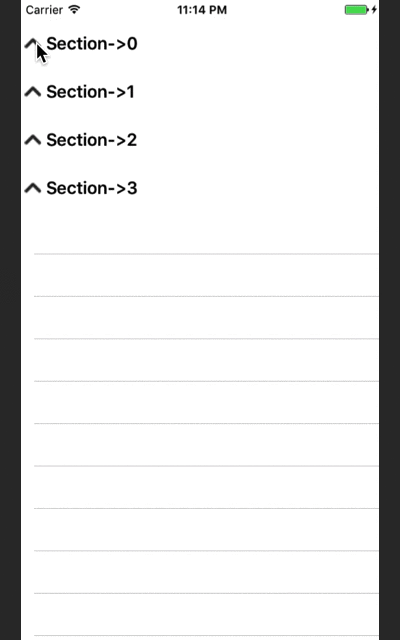 Carrier 11:14 PM
Section->0
Section->1
Section->2
Section->3